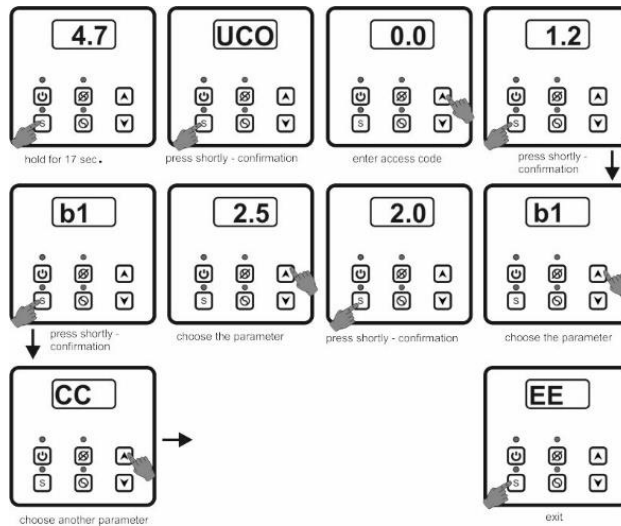 4.7
S
hold for 17 sec.
UCO
S
press shortly - confirmation
0.0
S
enter access code
1.2
S
press shortly -
confirmation
b1
S
press shortly -
confirmation
2.5
S
choose the parameter
2.0
S
press shortly - confirmation
b1
S
choose the parameter
CC
S
choose another parameter
EE
S
exit